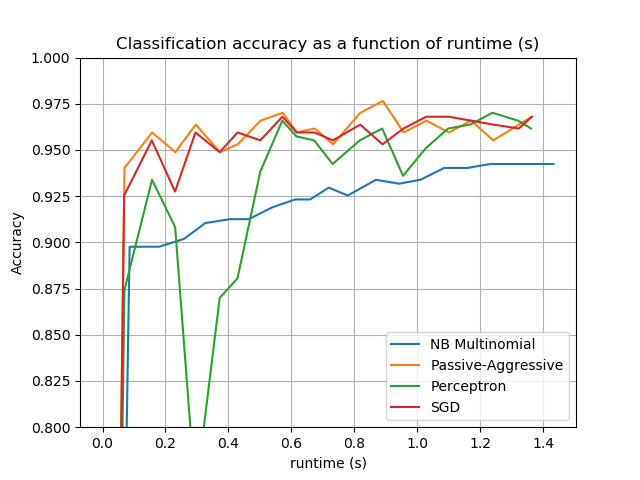 Classification accuracy as a function of runtime (s)
1.000
0.975
0.950
0.925
0.900
0.875
0.850
0.825
0.800
Accuracy
NB Multinomial
Passive-Aggressive
Perceptron
SGD
0.0 0.2 0.4 0.6 0.8 1.0 1.2 1.4
runtime (s)